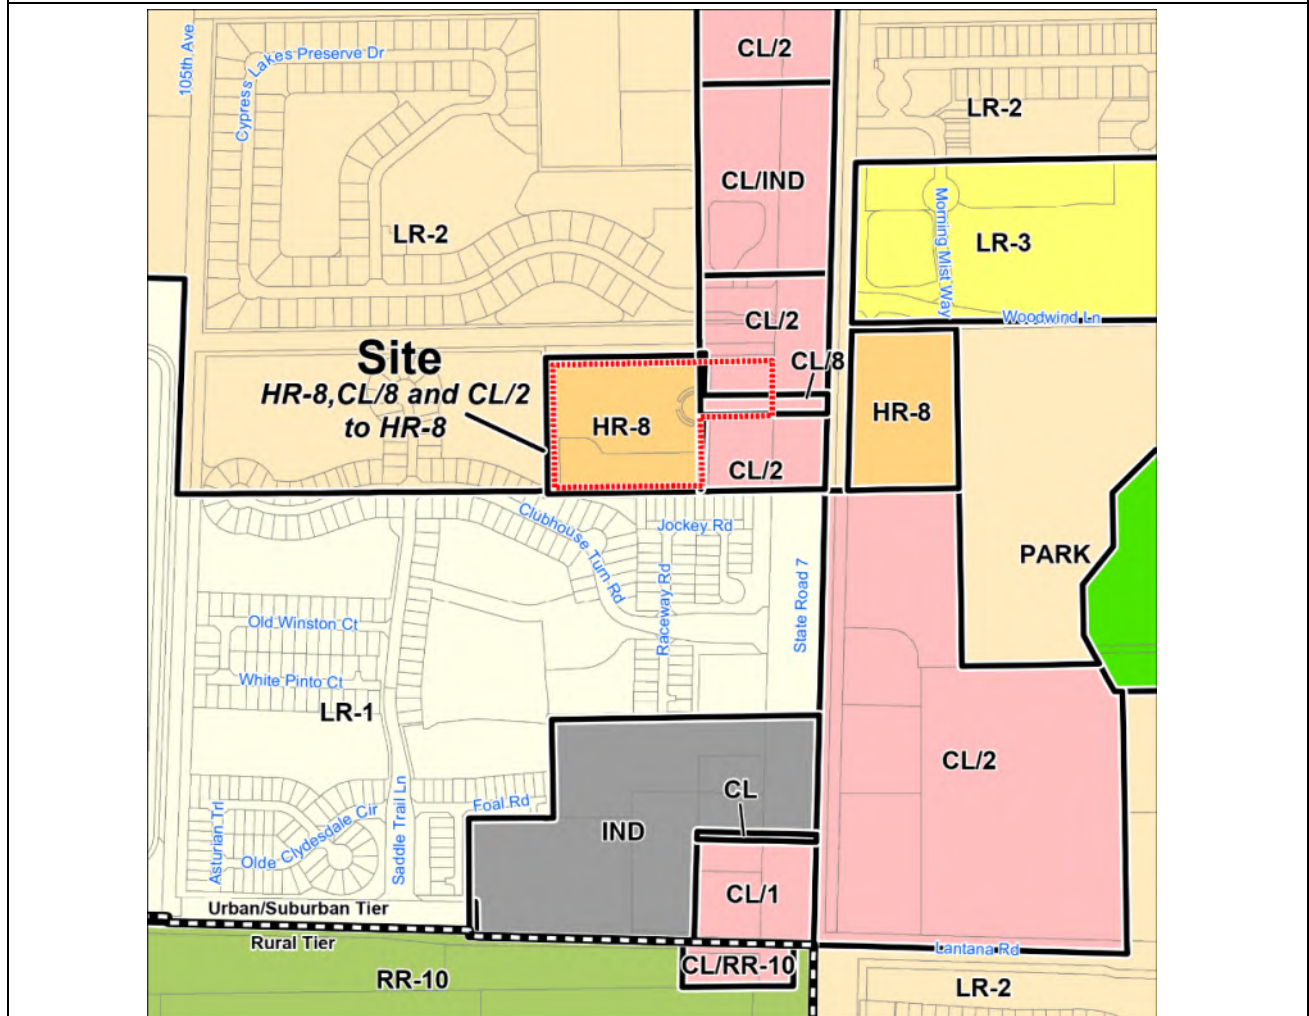 105th Ave
Cypress Lakes Preserve Dr
CL/2
LR-2
CL/IND
LR-2
Morning Mist Way
LR-3
CL/2
Woodwind Ln
Site
HR-8,CL/8 and CL/2
to HR-8
CL/8
HR-8
HR-8
CL/2
Clubhouse Turn Rd
Jockey Rd
PARK
Raceway Rd
State Road 7
Old Winston Ct
White Pinto Ct
LR-1
CL/2
CL
Foal Rd
IND
Asturian Trl
Olde Clydesdale Cir
Saddle Trail Ln
CL/1
Urban/Suburban Tier
Rural Tier
Lantana Rd
CL/RR-10
RR-10
LR-2